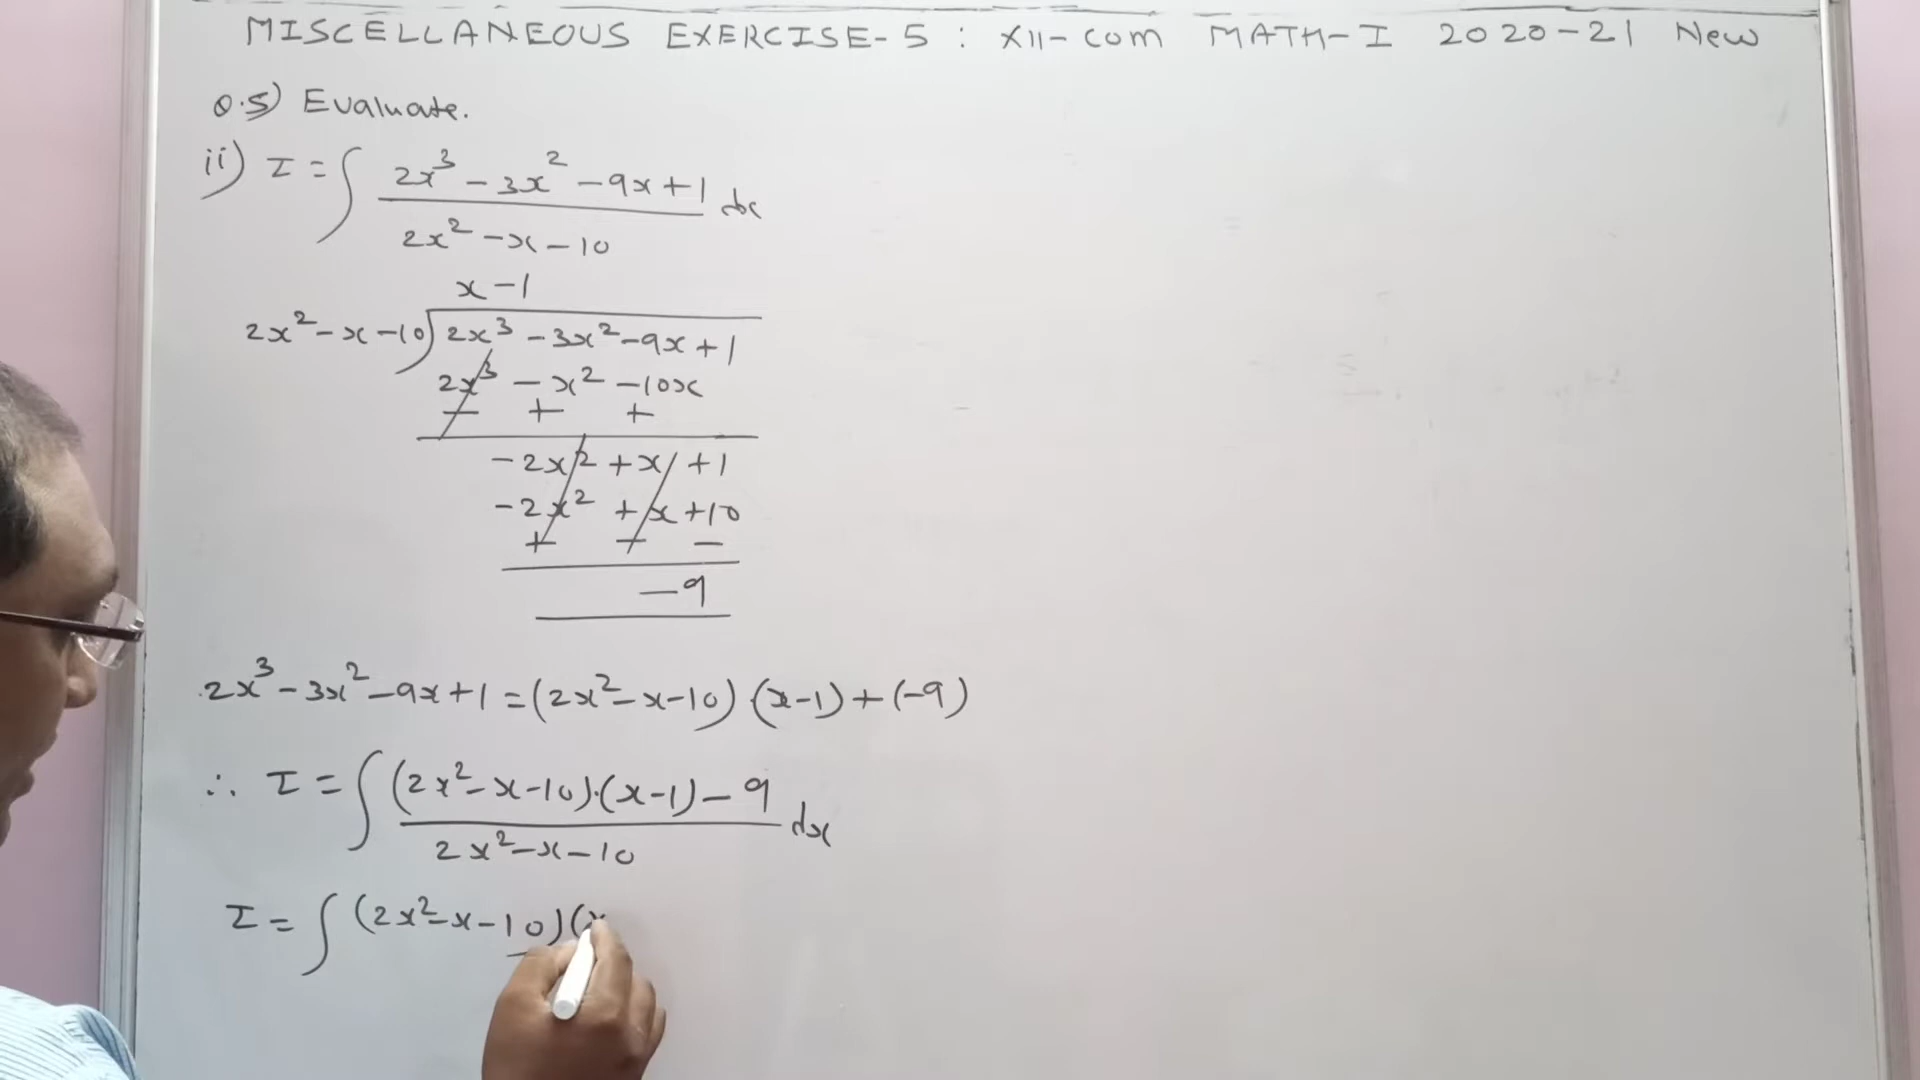 MISCELLANEOUS EXERCISE-5 : XII-COM MATH-I 2020-21 New
Q.5) Evaluate.
ii) I = ∫ (2x³ - 3x² - 9x + 1)/(2x² - x - 10) dx
x - 1
2x² - x - 10) 2x³ - 3x² - 9x + 1
2x³ - x² - 10x
- + +
-2x² + x + 1
-2x² + x + 10
+ - -
-9
2x³ - 3x² - 9x + 1 = (2x² - x - 10) (x - 1) + (-9)
∴ I = ∫ ((2x² - x - 10)·(x - 1) - 9)/(2x² - x - 10) dx
I = ∫ (2x² - x - 10)(x